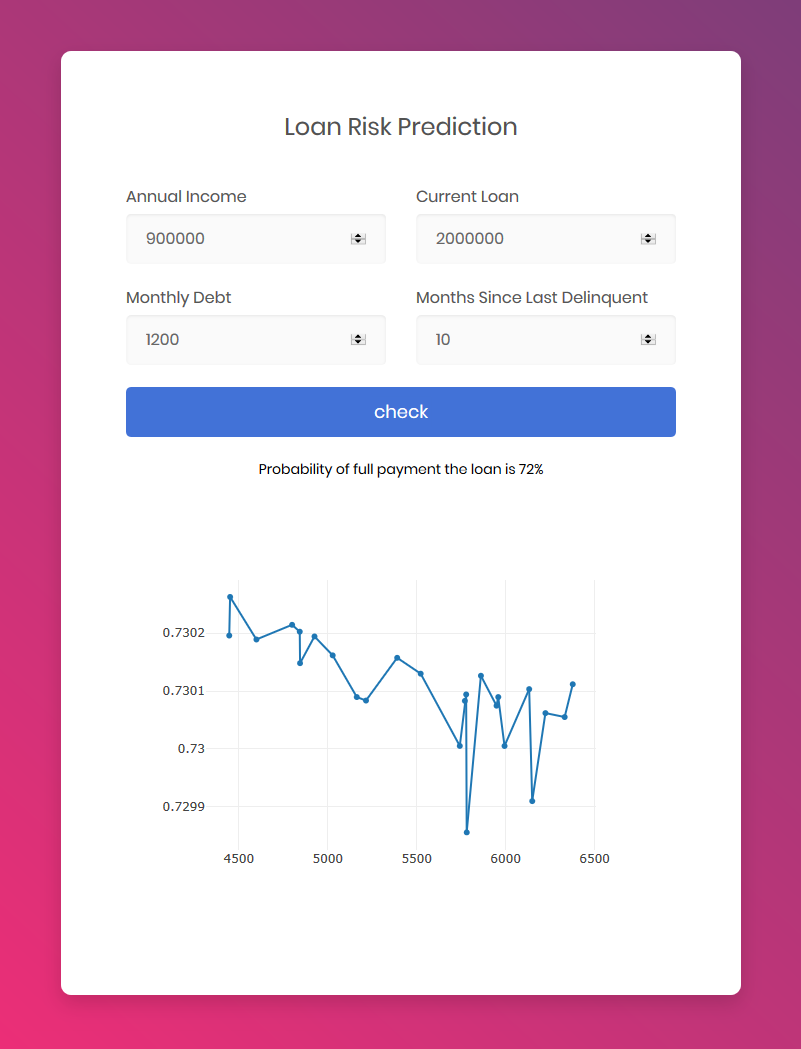 Loan Risk Prediction
Annual Income
Current Loan
900000
2000000
Monthly Debt
Months Since Last Delinquent
1200
10
check
Probability of full payment the loan is 72%
0.7302
0.7301
0.73
0.7299
4500 5000 5500 6000 6500